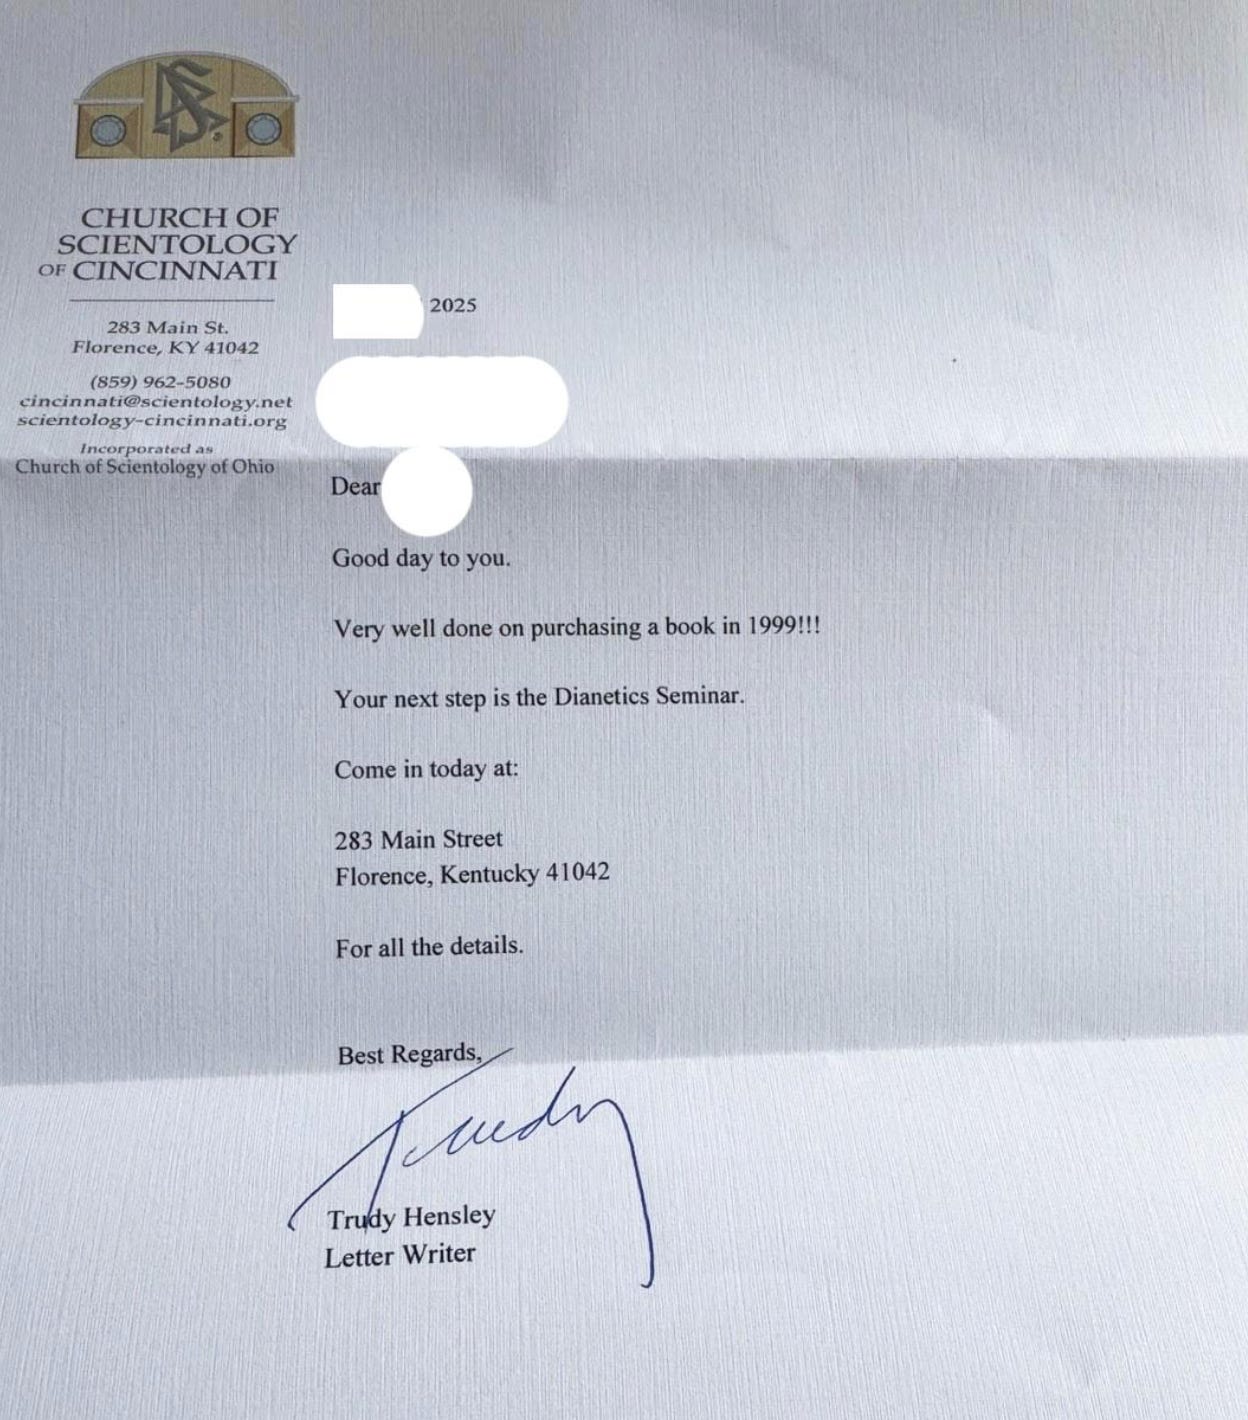 CHURCH OF
SCIENTOLOGY
OF CINCINNATI
283 Main St.
Florence, KY 41042
(859) 962-5080
cincinnati@scientology.net
scientology-cincinnati.org
Incorporated as
Church of Scientology of Ohio
2025
Dear
Good day to you.
Very well done on purchasing a book in 1999!!!
Your next step is the Dianetics Seminar.
Come in today at:
283 Main Street
Florence, Kentucky 41042
For all the details.
Best Regards,
Trudy
Trudy Hensley
Letter Writer